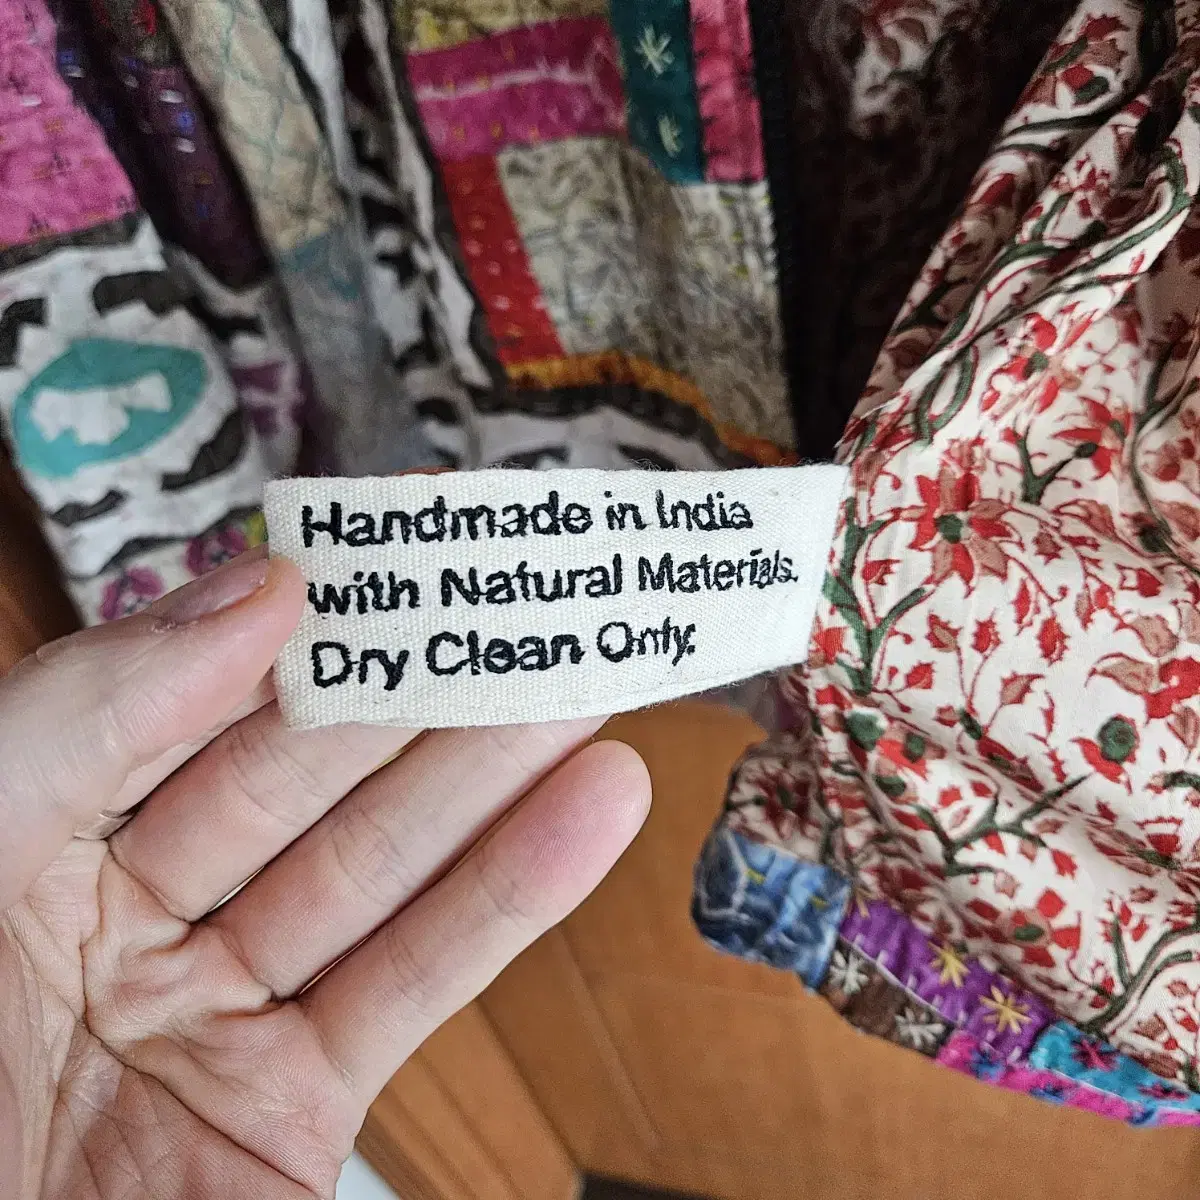 Handmade in India
with Natural Materials.
Dry Clean Only.